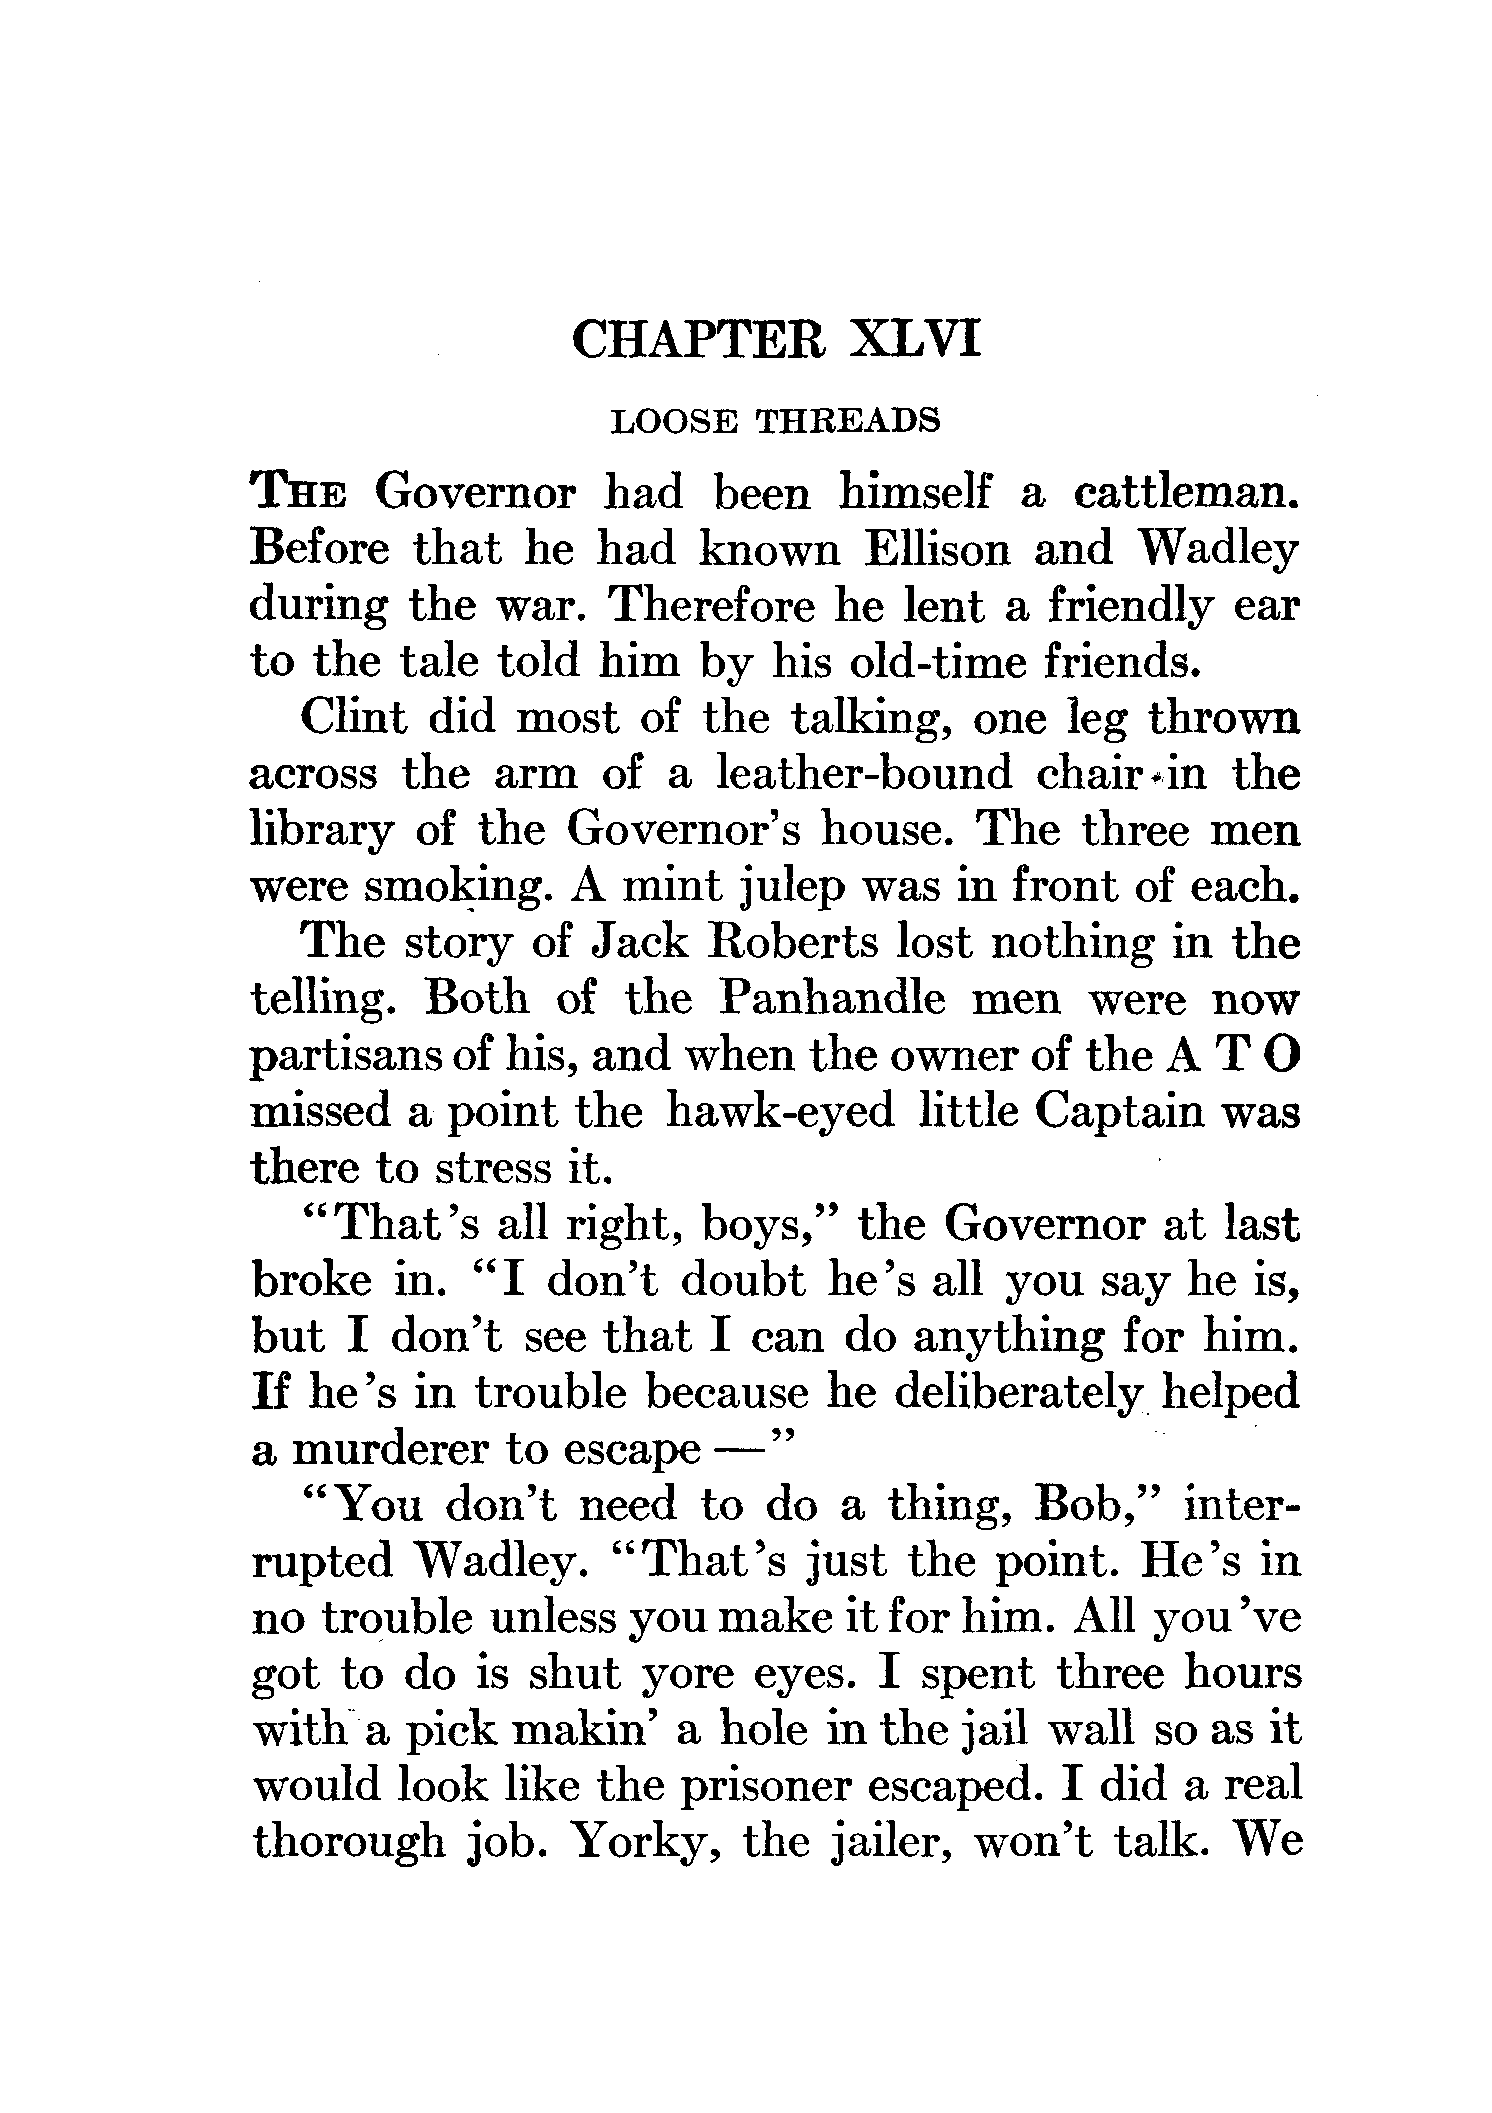 CHAPTER XLVI
LOOSE THREADS
THE Governor had been himself a cattleman.
Before that he had known Ellison and Wadley
during the war. Therefore he lent a friendly ear
to the tale told him by his old-time friends.
Clint did most of the talking, one leg thrown
across the arm of a leather-bound chair in the
library of the Governor's house. The three men
were smoking. A mint julep was in front of each.
The story of Jack Roberts lost nothing in the
telling. Both of the Panhandle men were now
partisans of his, and when the owner of the A T O
missed a point the hawk-eyed little Captain was
there to stress it.
"That's all right, boys," the Governor at last
broke in. "I don't doubt he's all you say he is,
but I don't see that I can do anything for him.
If he's in trouble because he deliberately helped
a murderer to escape —"
"You don't need to do a thing, Bob," inter-
rupted Wadley. "That's just the point. He's in
no trouble unless you make it for him. All you've
got to do is shut yore eyes. I spent three hours
with a pick makin' a hole in the jail wall so as it
would look like the prisoner escaped. I did a real
thorough job. Yorky, the jailer, won't talk. We